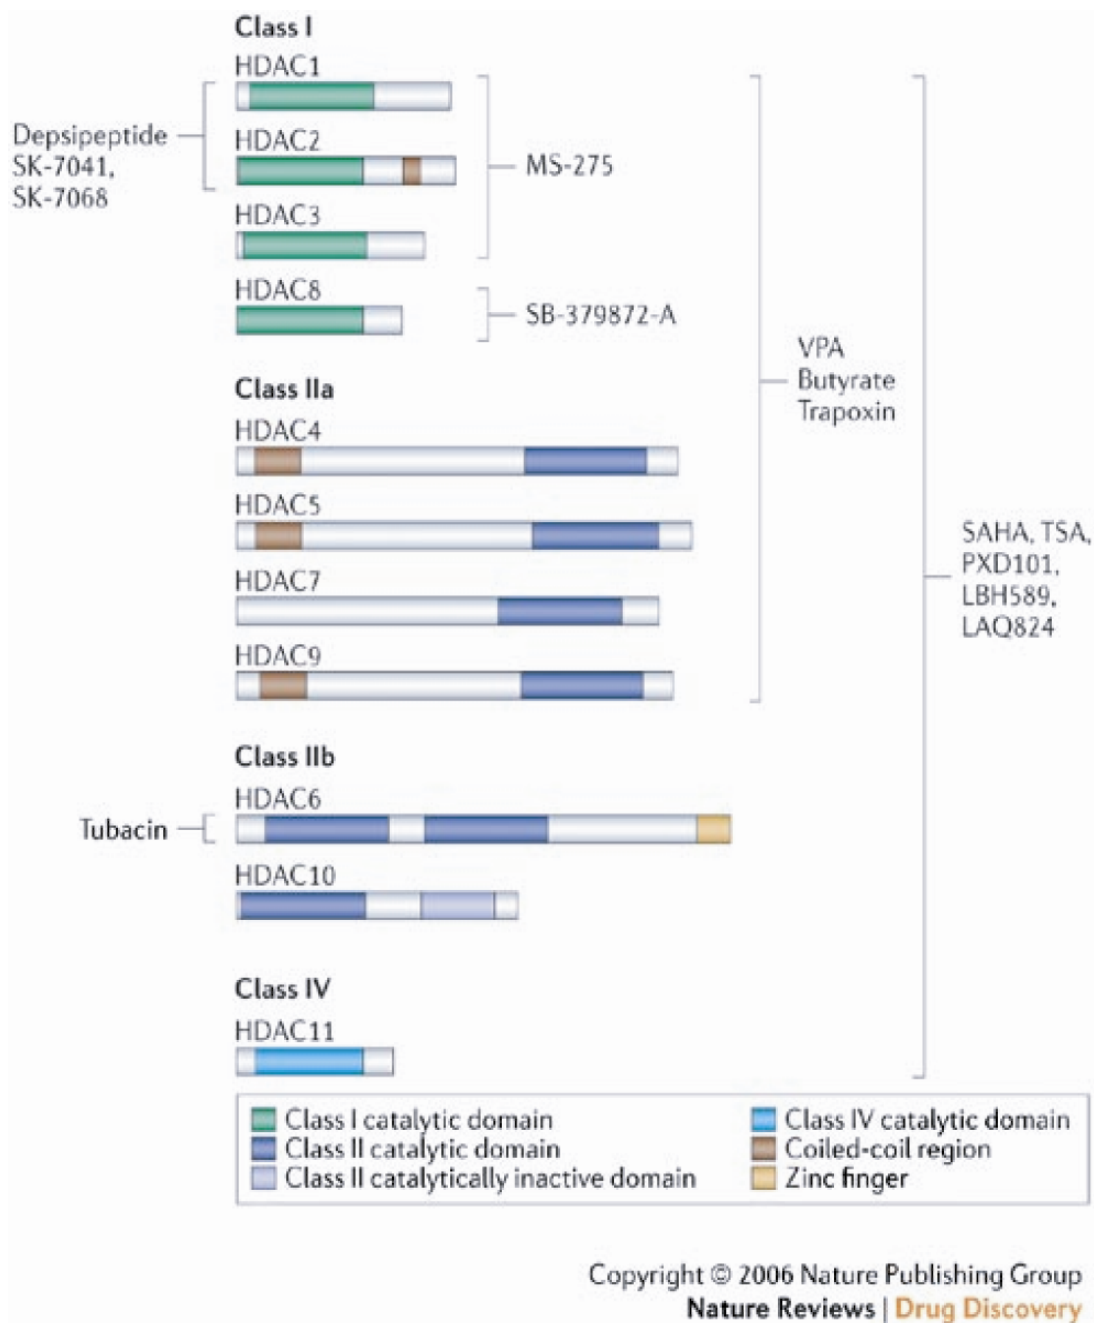 Class I
HDAC1
Depsipeptide
SK-7041,
SK-7068
HDAC2
MS-275
HDAC3
HDAC8
SB-379872-A
VPA
Butyrate
Trapoxin
Class IIa
HDAC4
HDAC5
SAHA, TSA,
PXD101,
LBH589,
LAQ824
HDAC7
HDAC9
Class IIb
HDAC6
Tubacin
HDAC10
Class IV
HDAC11
Class I catalytic domain
Class II catalytic domain
Class II catalytically inactive domain
Class IV catalytic domain
Coiled-coil region
Zinc finger
Copyright © 2006 Nature Publishing Group
Nature Reviews | Drug Discovery